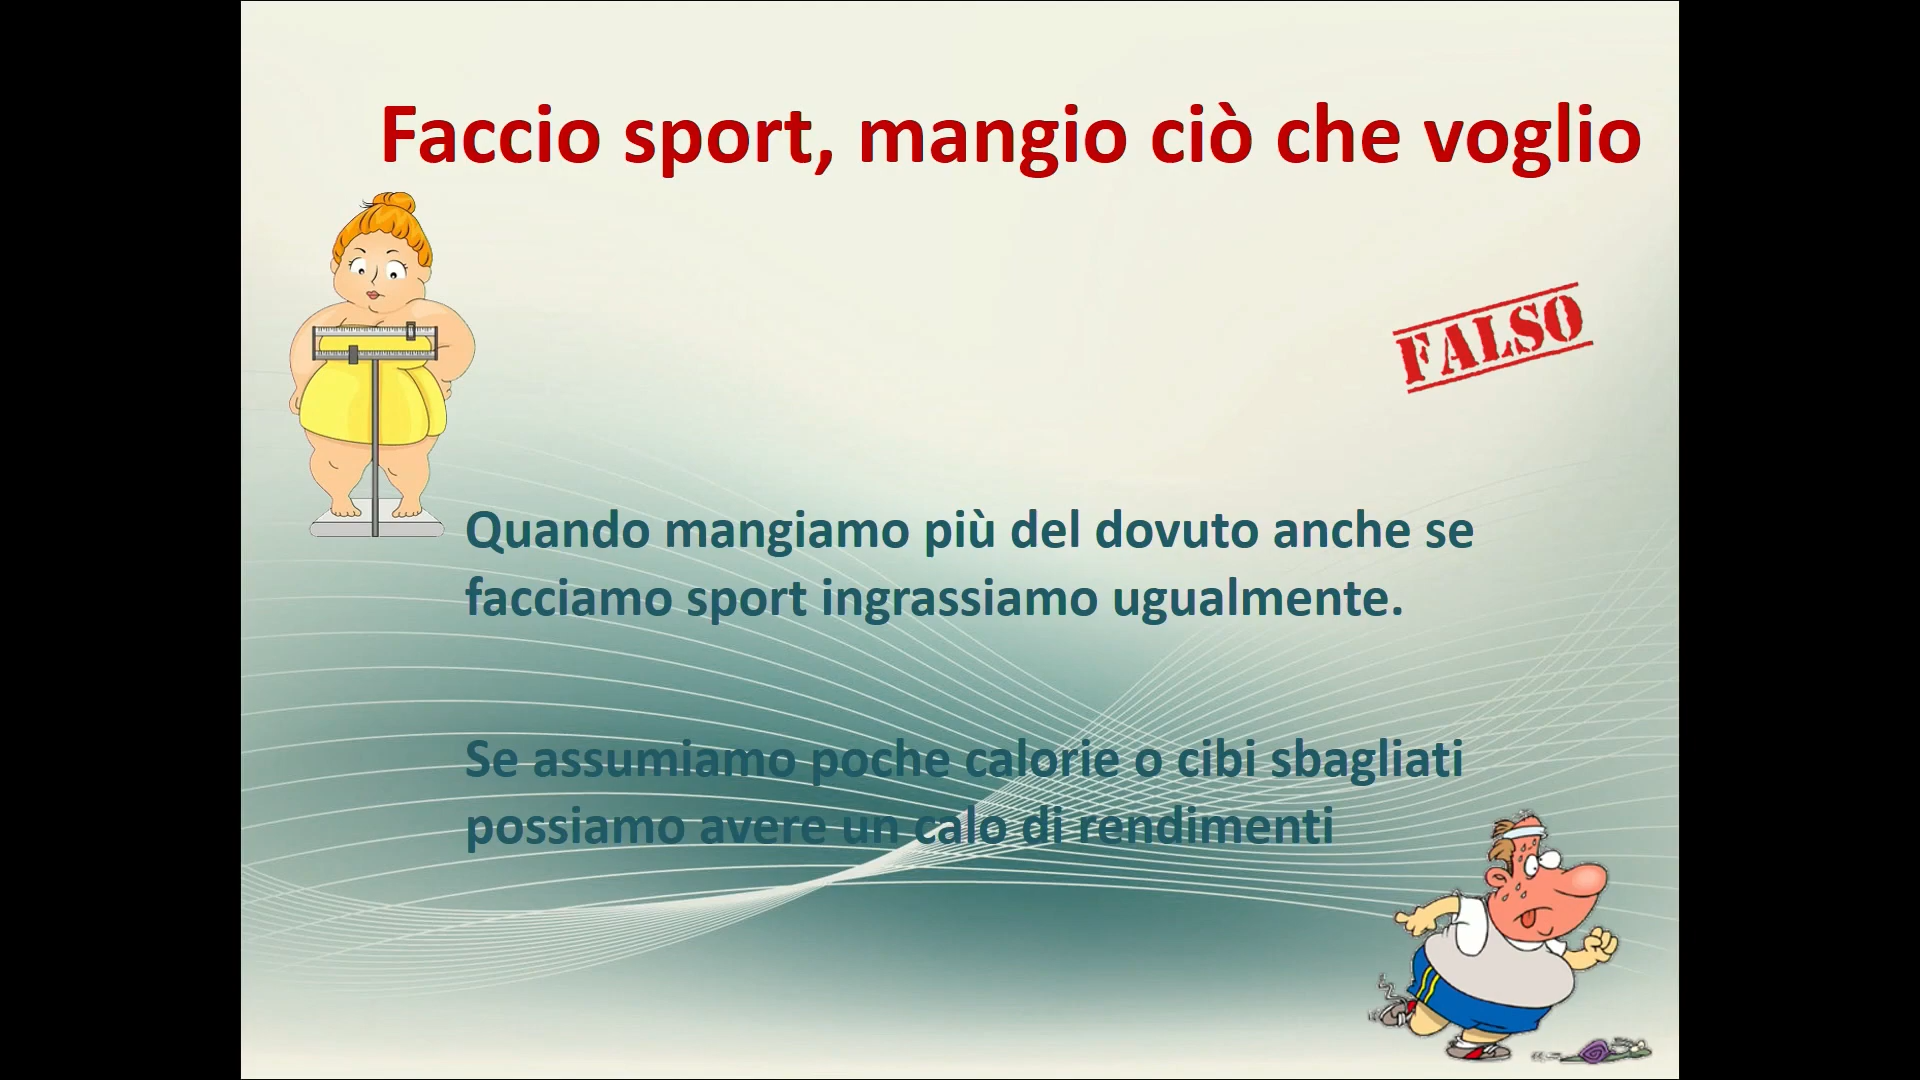 Faccio sport, mangio ciò che voglio
FALSO
Quando mangiamo più del dovuto anche se
facciamo sport ingrassiamo ugualmente.
Se assumiamo poche calorie o cibi sbagliati
possiamo avere un calo di rendimenti